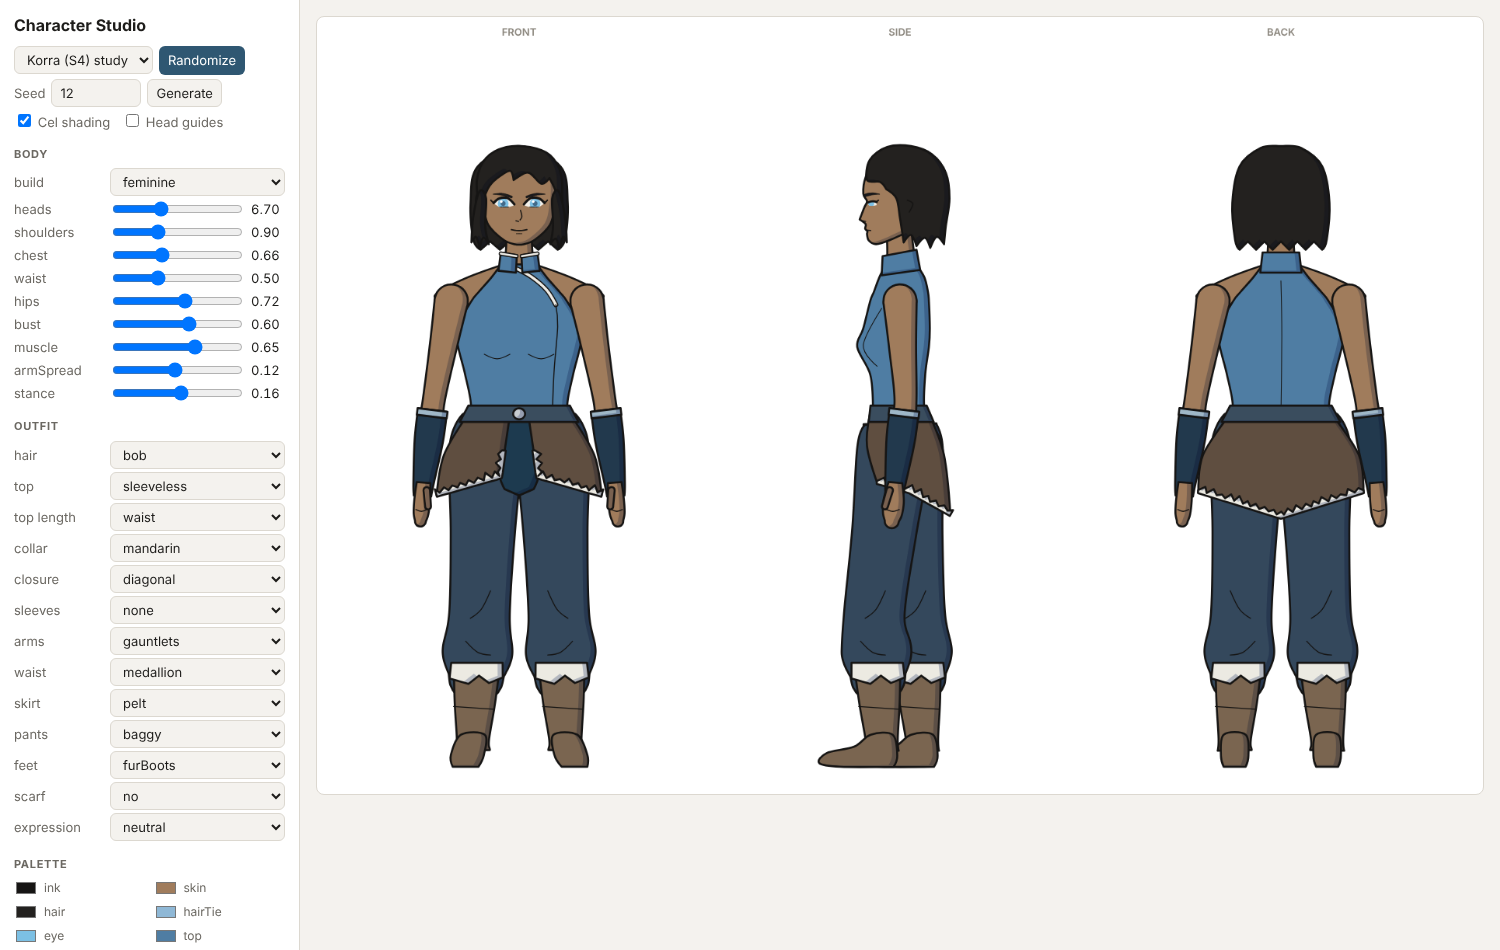 Character Studio
Korra (S4) study Randomize
Seed 12 Generate
Cel shading Head guides
BODY
build feminine
heads 6.70
shoulders 0.90
chest 0.66
waist 0.50
hips 0.72
bust 0.60
muscle 0.65
armSpread 0.12
stance 0.16
OUTFIT
hair bob
top sleeveless
top length waist
collar mandarin
closure diagonal
sleeves none
arms gauntlets
waist medallion
skirt pelt
pants baggy
feet furBoots
scarf no
expression neutral
PALETTE
ink skin
hair hairTie
eye top
FRONT SIDE BACK